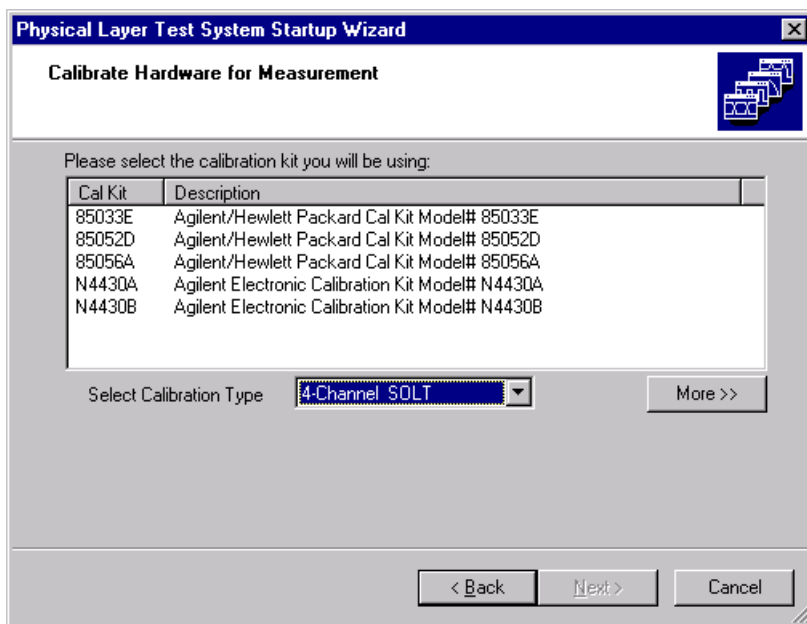 Physical Layer Test System Startup Wizard
Calibrate Hardware for Measurement
Please select the calibration kit you will be using:
Cal Kit Description
85033E Agilent/Hewlett Packard Cal Kit Model# 85033E
85052D Agilent/Hewlett Packard Cal Kit Model# 85052D
85056A Agilent/Hewlett Packard Cal Kit Model# 85056A
N4430A Agilent Electronic Calibration Kit Model# N4430A
N4430B Agilent Electronic Calibration Kit Model# N4430B
Select Calibration Type 4-Channel SOLT More >>
< Back Next > Cancel